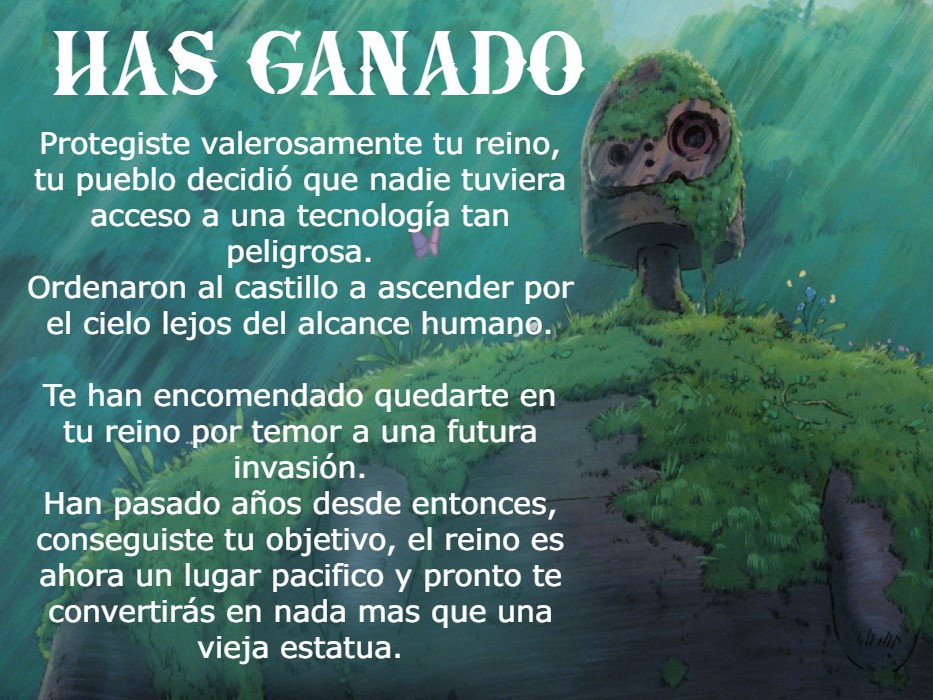 HAS GANADO
Protegiste valerosamente tu reino,
tu pueblo decidió que nadie tuviera
acceso a una tecnología tan
peligrosa.
Ordenaron al castillo a ascender por
el cielo lejos del alcance humano.
Te han encomendado quedarte en
tu reino por temor a una futura
invasión.
Han pasado años desde entonces,
conseguiste tu objetivo, el reino es
ahora un lugar pacifico y pronto te
convertirás en nada mas que una
vieja estatua.